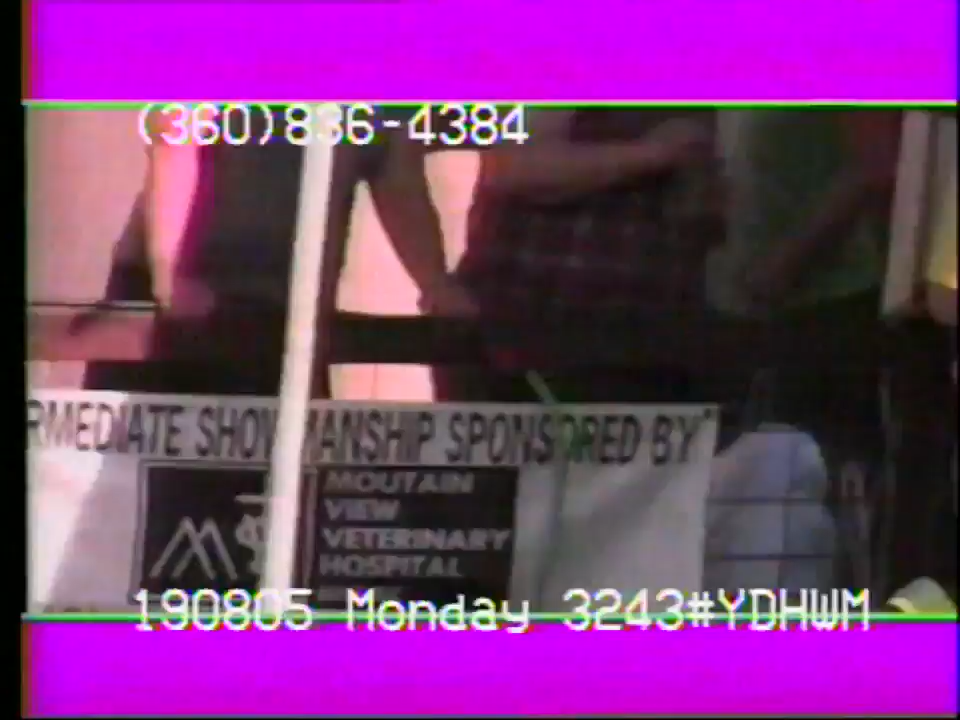 (360)836-4384
RMEDIATE SHOWMANSHIP SPONSORED BY
MOUTAIN
VIEW
VETERINARY
HOSPITAL
190805 Monday 3243#YDHWM